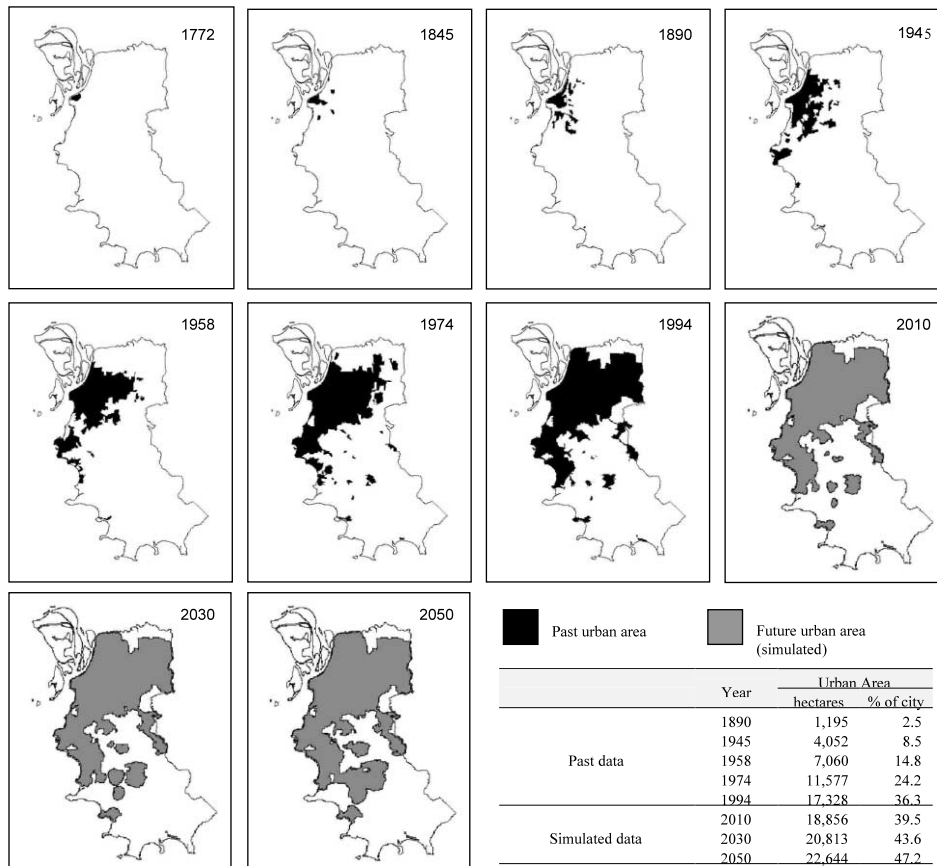 1772
1845
1890
1945
1958
1974
1994
2010
2030
2050
Past urban area
Future urban area
(simulated)
Urban Area
Year
hectares % of city
1890 1,195 2.5
1945 4,052 8.5
Past data 1958 7,060 14.8
1974 11,577 24.2
1994 17,328 36.3
2010 18,856 39.5
Simulated data 2030 20,813 43.6
2050 22,644 47.2